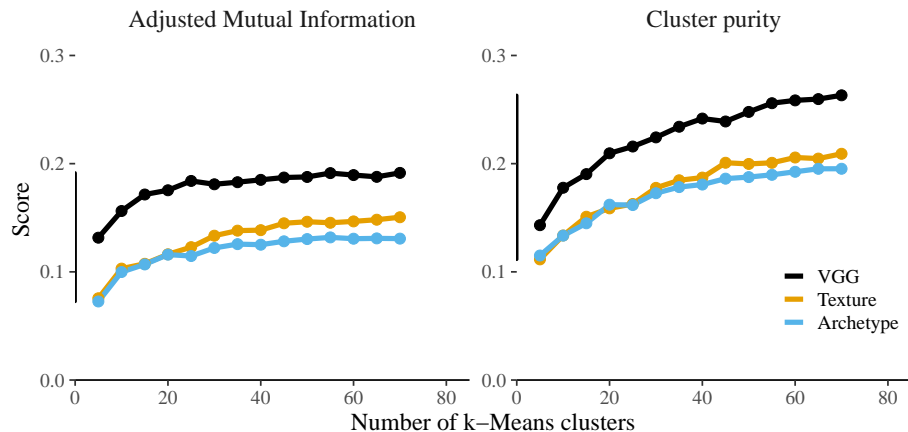 Adjusted Mutual Information
Cluster purity
0.3
0.2
0.1
0.0
0.3
0.2
0.1
0.0
Score
VGG
Texture
Archetype
0
20
40
60
80
0
20
40
60
80
Number of k−Means clusters